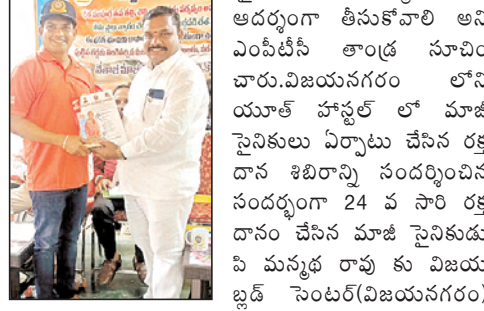 ఆదర్శంగా తీసుకోవాలి అని
ఎంపీటీసీ తాండ్ర సూచిం
చారు.విజయనగరం లోని
యూత్ హాస్టల్ లో మాజీ
సైనికులు ఏర్పాటు చేసిన రక్త
దాన శిబిరాన్ని సందర్శించిన
సందర్భంగా 24 వ సారి రక్త
దానం చేసిన మాజీ సైనికుడు
పి మన్మథ రావు కు విజయ
బ్లడ్ సెంటర్(విజయనగరం)